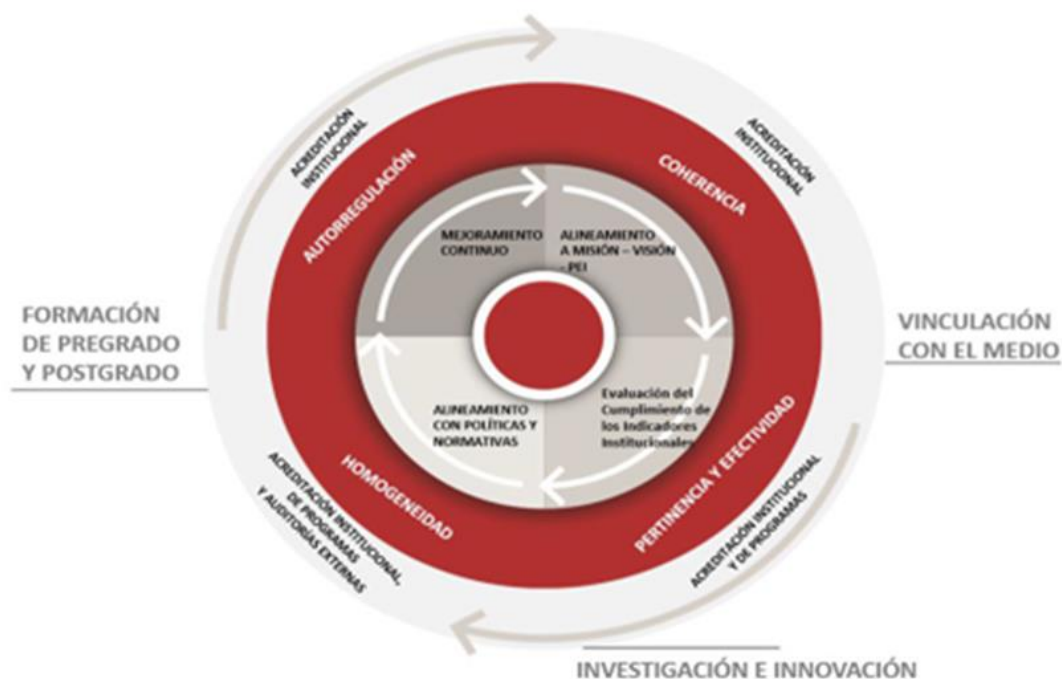 ACREDITACIÓN
INSTITUCIONAL
ACREDITACIÓN
INSTITUCIONAL
AUTORREGULACIÓN
COHERENCIA
MEJORAMIENTO
CONTINUO
ALINEAMIENTO
A MISIÓN – VISIÓN
- PEI
FORMACIÓN
DE PREGRADO
Y POSTGRADO
VINCULACIÓN
CON EL MEDIO
ALINEAMIENTO
CON POLÍTICAS Y
NORMATIVAS
Evaluación del
Cumplimiento de
los Indicadores
Institucionales
HOMOGENEIDAD
PERTINENCIA Y EFECTIVIDAD
ACREDITACIÓN INSTITUCIONAL,
DE PROGRAMAS
Y AUDITORÍAS EXTERNAS
ACREDITACIÓN INSTITUCIONAL
Y DE PROGRAMAS
INVESTIGACIÓN E INNOVACIÓN